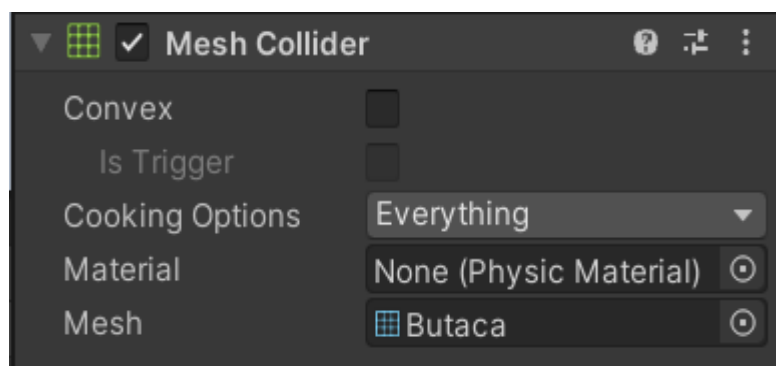 Mesh Collider
Convex
Is Trigger
Cooking Options Everything
Material None (Physic Material)
Mesh Butaca